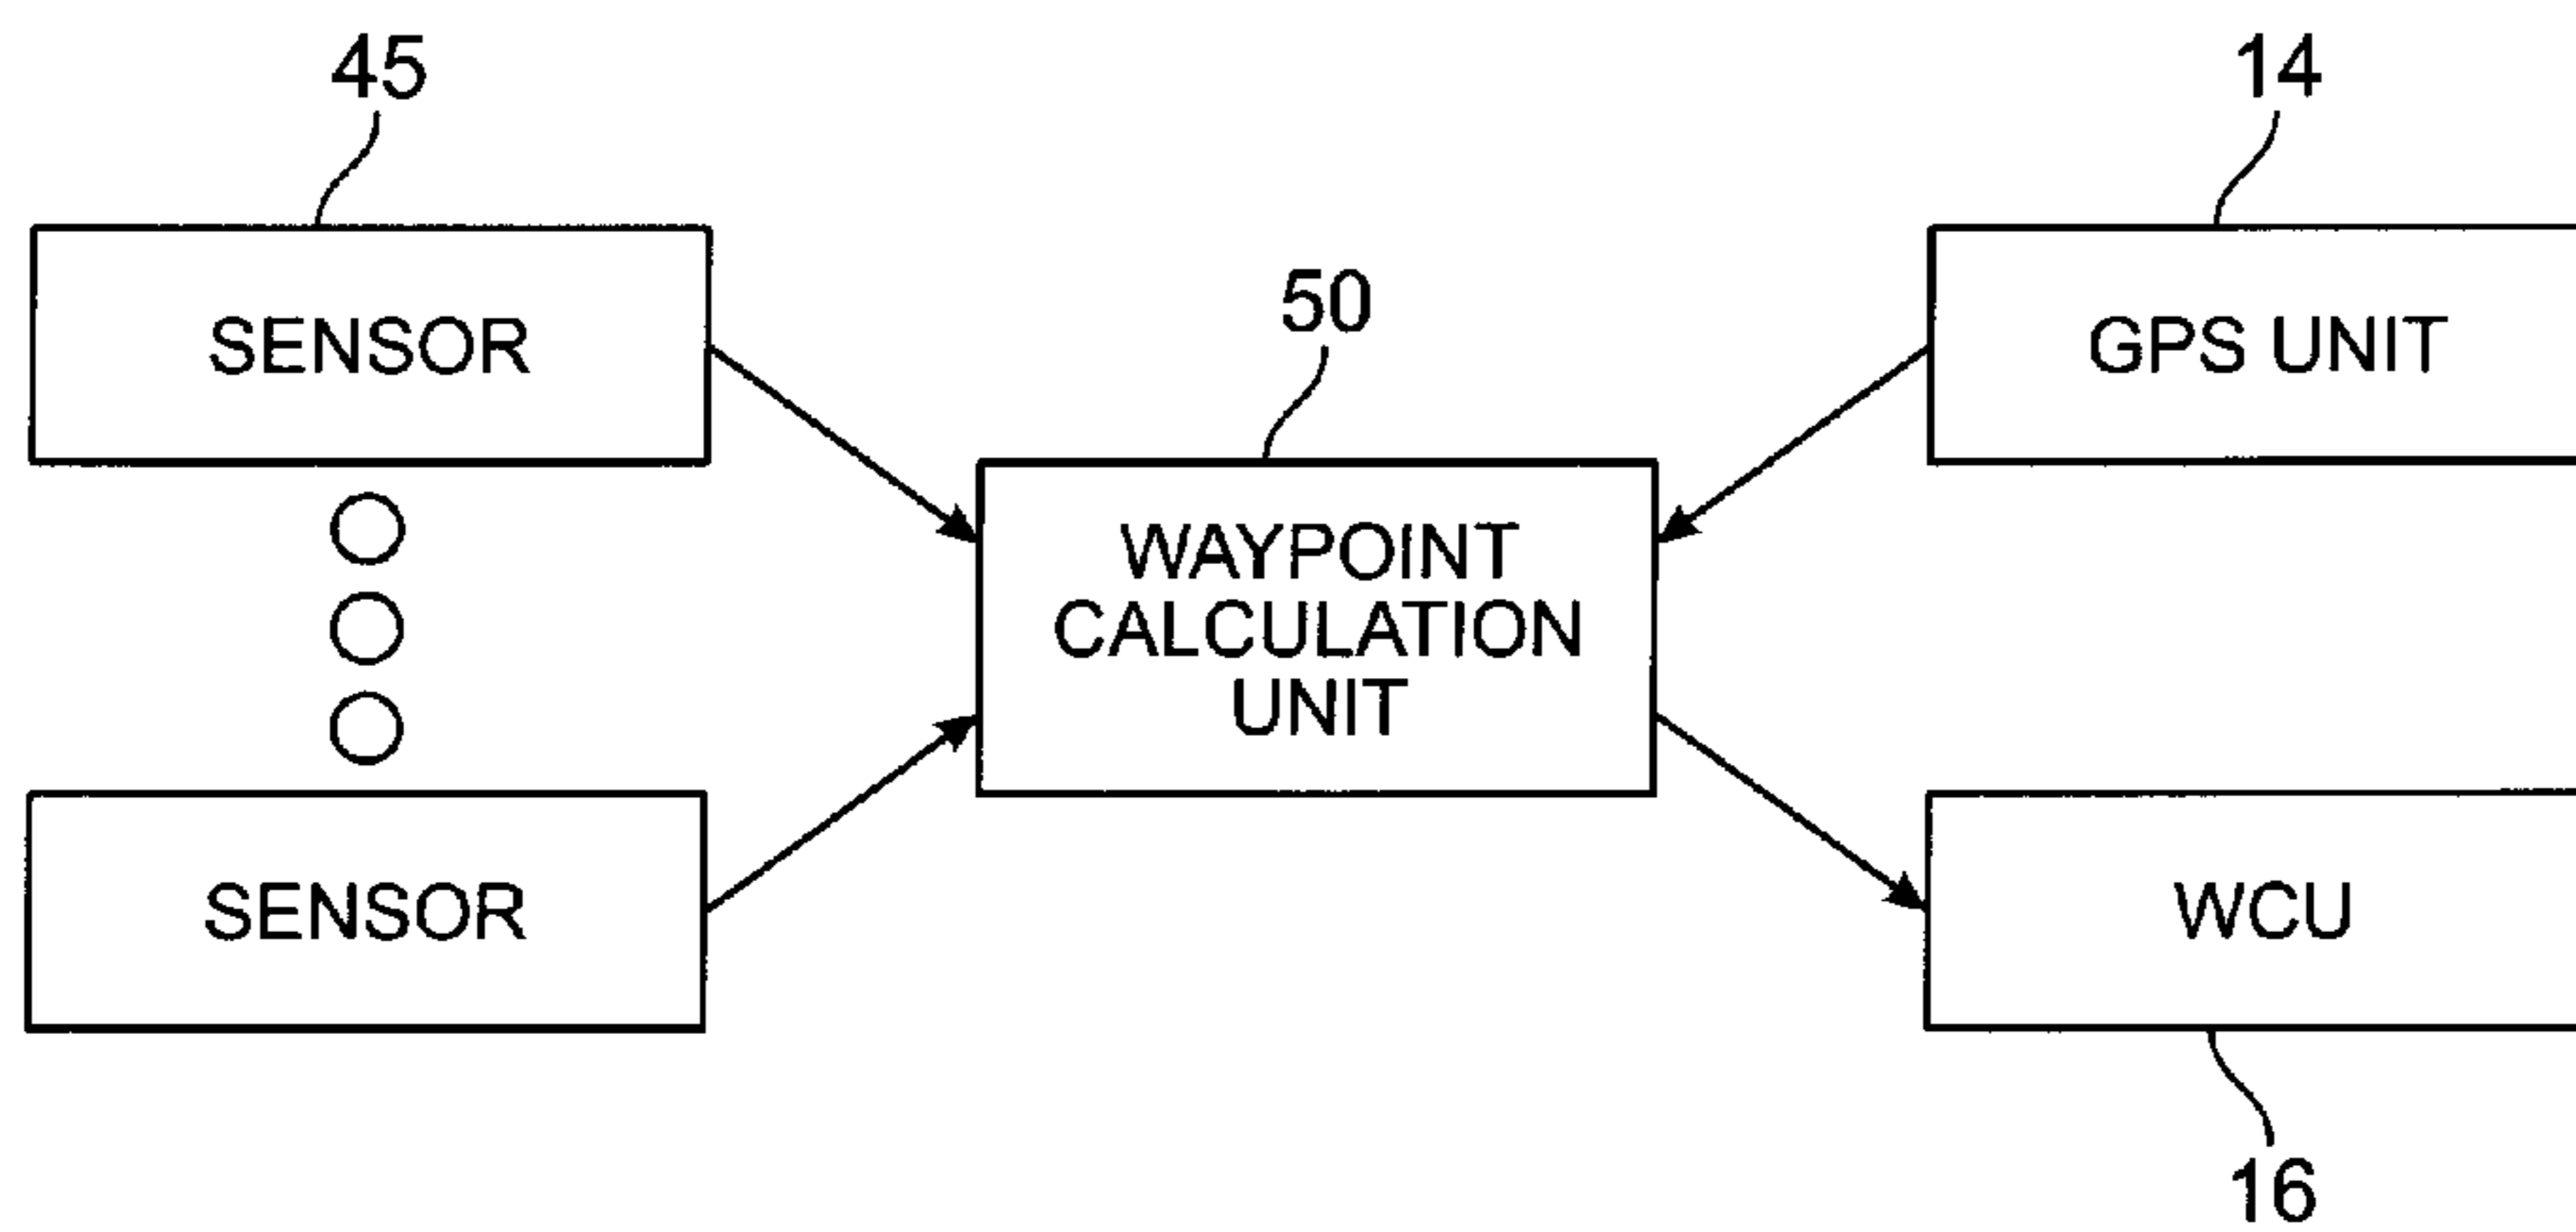 45
14
SENSOR
50
GPS UNIT
WAYPOINT
CALCULATION
UNIT
SENSOR
WCU
16